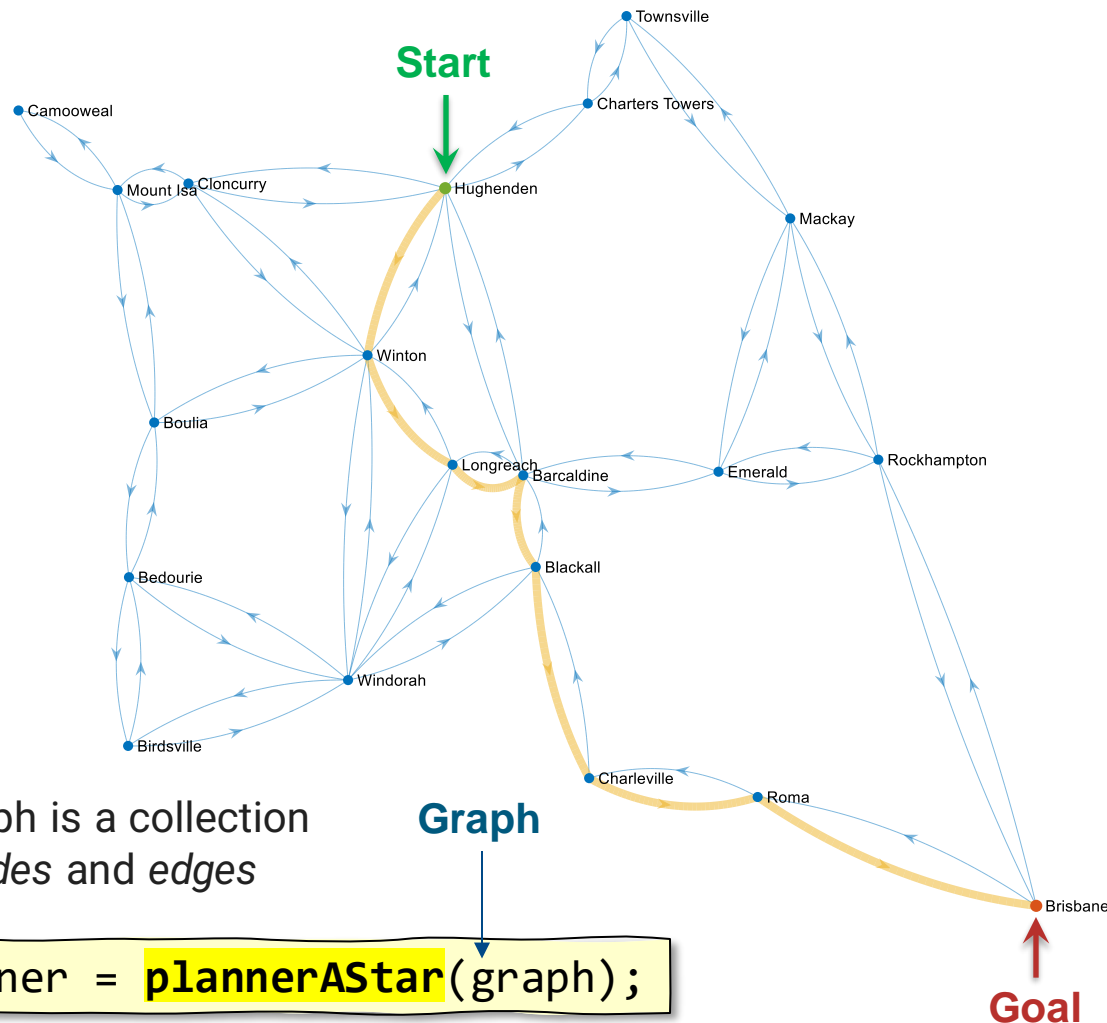 Townsville
Start
Charters Towers
Camooweal
Mount Isa
Cloncurry
Hughenden
Mackay
Winton
Boulia
Longreach
Barcaldine
Emerald
Rockhampton
Blackall
Bedourie
Windorah
Birdsville
Charleville
Roma
ph is a collection
Graph
des and edges
Brisbane
ner = plannerAStar(graph);
Goal